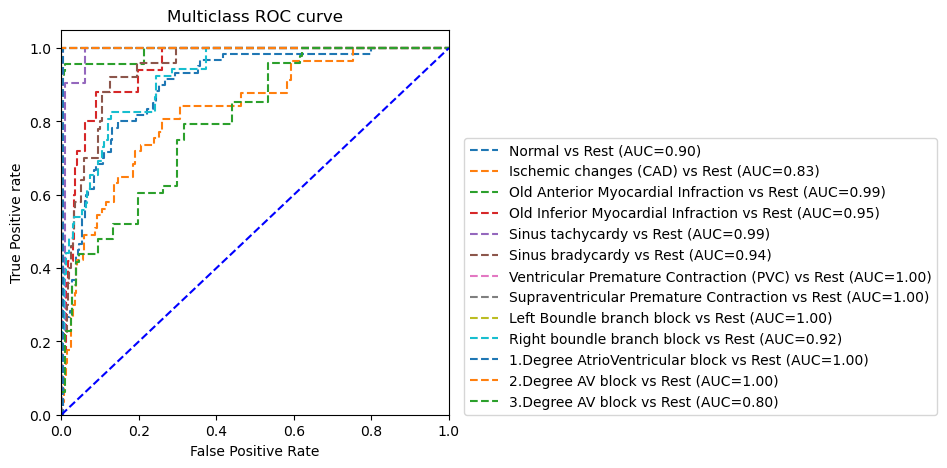 Multiclass ROC curve
True Positive rate
1.0
0.8
0.6
0.4
0.2
0.0
0.0 0.2 0.4 0.6 0.8 1.0
False Positive Rate
Normal vs Rest (AUC=0.90)
Ischemic changes (CAD) vs Rest (AUC=0.83)
Old Anterior Myocardial Infraction vs Rest (AUC=0.99)
Old Inferior Myocardial Infraction vs Rest (AUC=0.95)
Sinus tachycardy vs Rest (AUC=0.99)
Sinus bradycardy vs Rest (AUC=0.94)
Ventricular Premature Contraction (PVC) vs Rest (AUC=1.00)
Supraventricular Premature Contraction vs Rest (AUC=1.00)
Left Boundle branch block vs Rest (AUC=1.00)
Right boundle branch block vs Rest (AUC=0.92)
1.Degree AtrioVentricular block vs Rest (AUC=1.00)
2.Degree AV block vs Rest (AUC=1.00)
3.Degree AV block vs Rest (AUC=0.80)